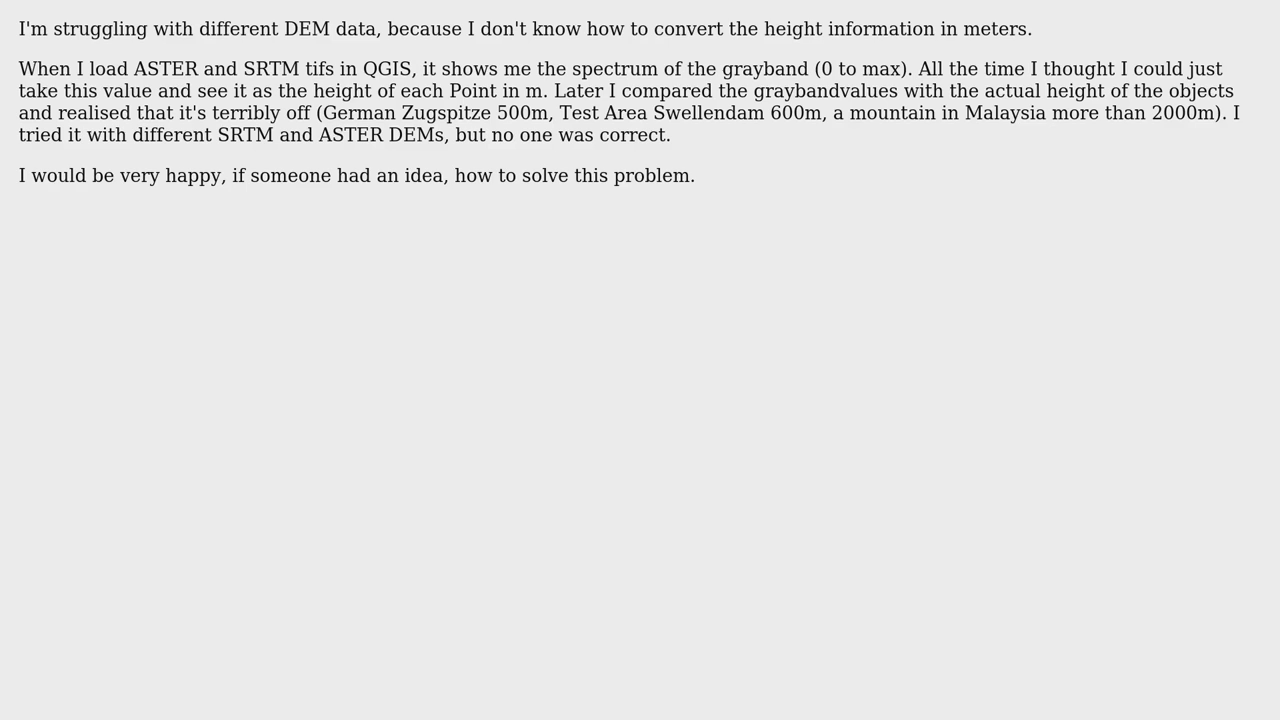 I'm struggling with different DEM data, because I don't know how to convert the height information in meters.
When I load ASTER and SRTM tifs in QGIS, it shows me the spectrum of the grayband (0 to max). All the time I thought I could just
take this value and see it as the height of each Point in m. Later I compared the graybandvalues with the actual height of the objects
and realised that it's terribly off (German Zugspitze 500m, Test Area Swellendam 600m, a mountain in Malaysia more than 2000m). I
tried it with different SRTM and ASTER DEMs, but no one was correct.
I would be very happy, if someone had an idea, how to solve this problem.